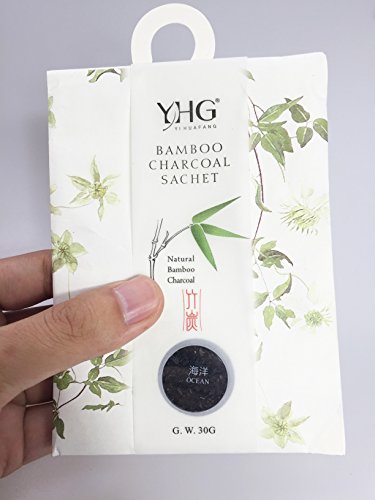 YHG®
YIHUAFANG
BAMBOO
CHARCOAL
SACHET
Natural
Bamboo
Charcoal
竹炭
海洋
OCEAN
G. W. 30G